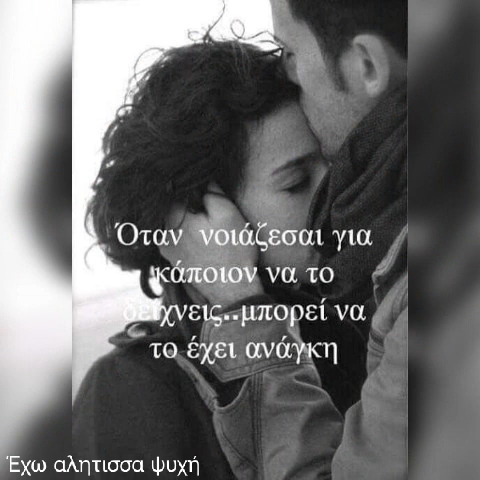 Όταν νοιάζεσαι για
κάποιον να το
δείχνεις..μπορεί να
το έχει ανάγκη
Έχω αλητισσα ψυχή